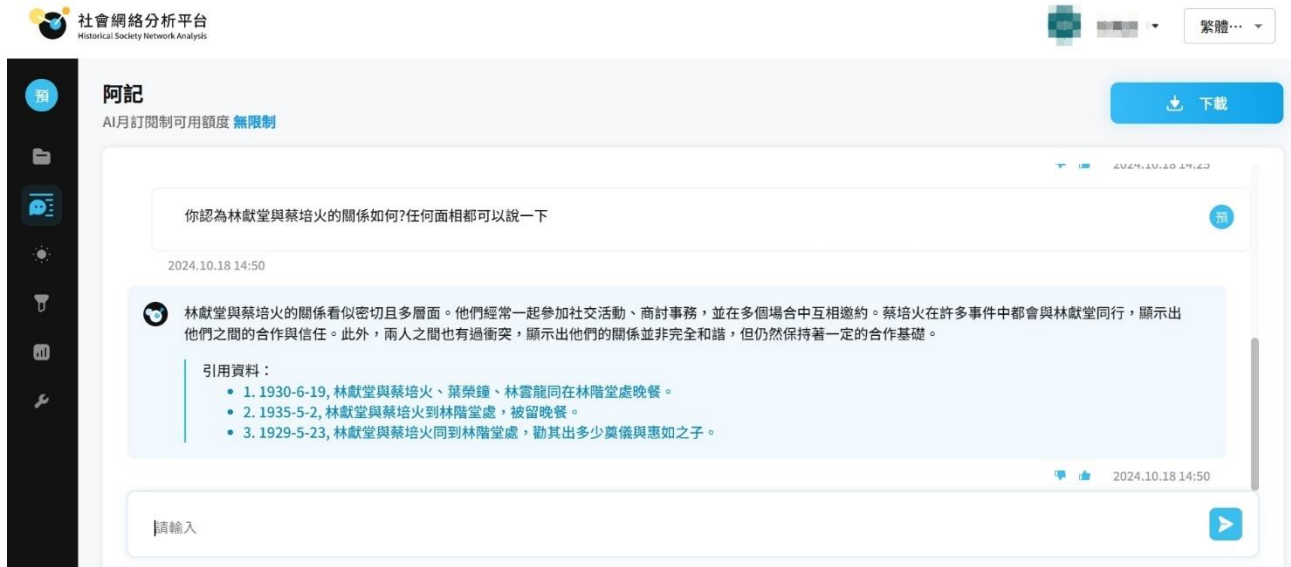 社會網絡分析平台
Historical Society Network Analysis
繁體⋯
預
阿記
AI月訂閱制可用額度 無限制
下載
2024.10.18 14:25
你認為林獻堂與蔡培火的關係如何?任何面相都可以說一下
預
2024.10.18 14:50
林獻堂與蔡培火的關係看似密切且多層面。他們經常一起參加社交活動、商討事務，並在多個場合中互相邀約。蔡培火在許多事件中都會與林獻堂同行，顯示出
他們之間的合作與信任。此外，兩人之間也有過衝突，顯示出他們的關係並非完全和諧，但仍然保持著一定的合作基礎。
引用資料：
• 1. 1930-6-19, 林獻堂與蔡培火、葉榮鐘、林雲龍同在林階堂處晚餐。
• 2. 1935-5-2, 林獻堂與蔡培火到林階堂處，被留晚餐。
• 3. 1929-5-23, 林獻堂與蔡培火同到林階堂處，勸其出多少奠儀與惠如之子。
2024.10.18 14:50
請輸入